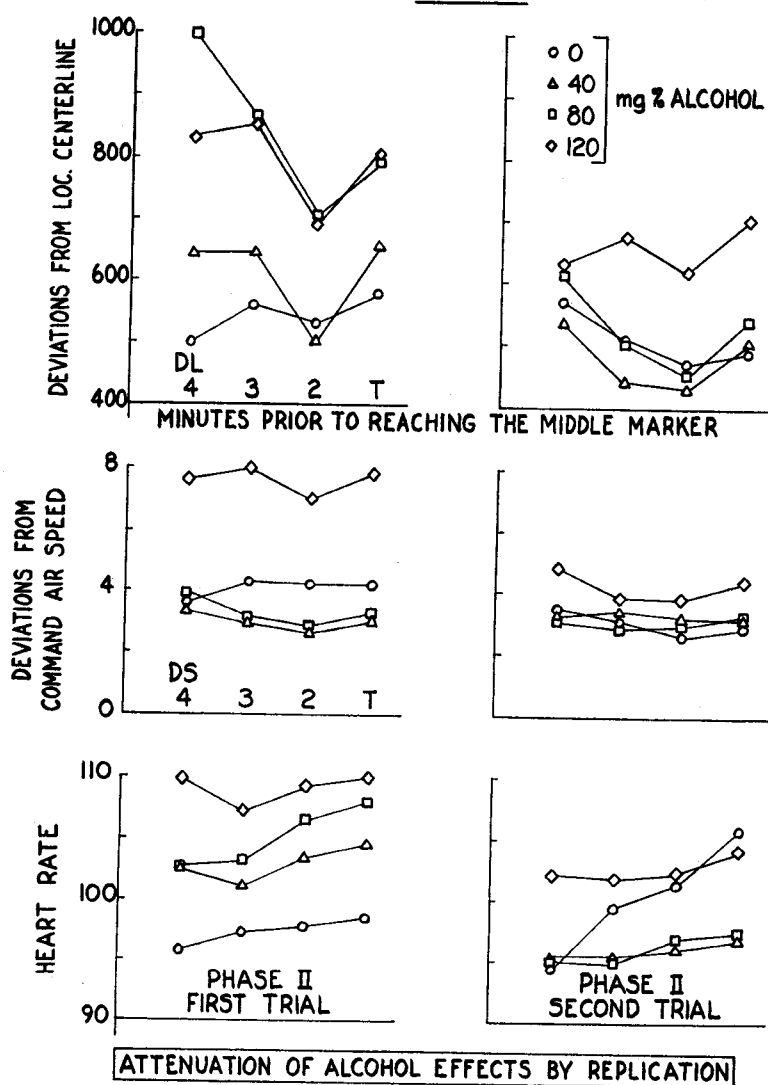 1000
800
600
400
DEVIATIONS FROM LOC. CENTERLINE
DL
4 3 2 T
0
40
80
120
mg % ALCOHOL
MINUTES PRIOR TO REACHING THE MIDDLE MARKER
8
4
0
DEVIATIONS FROM
COMMAND AIR SPEED
DS
4 3 2 T
110
100
90
HEART RATE
PHASE II
FIRST TRIAL
PHASE II
SECOND TRIAL
ATTENUATION OF ALCOHOL EFFECTS BY REPLICATION